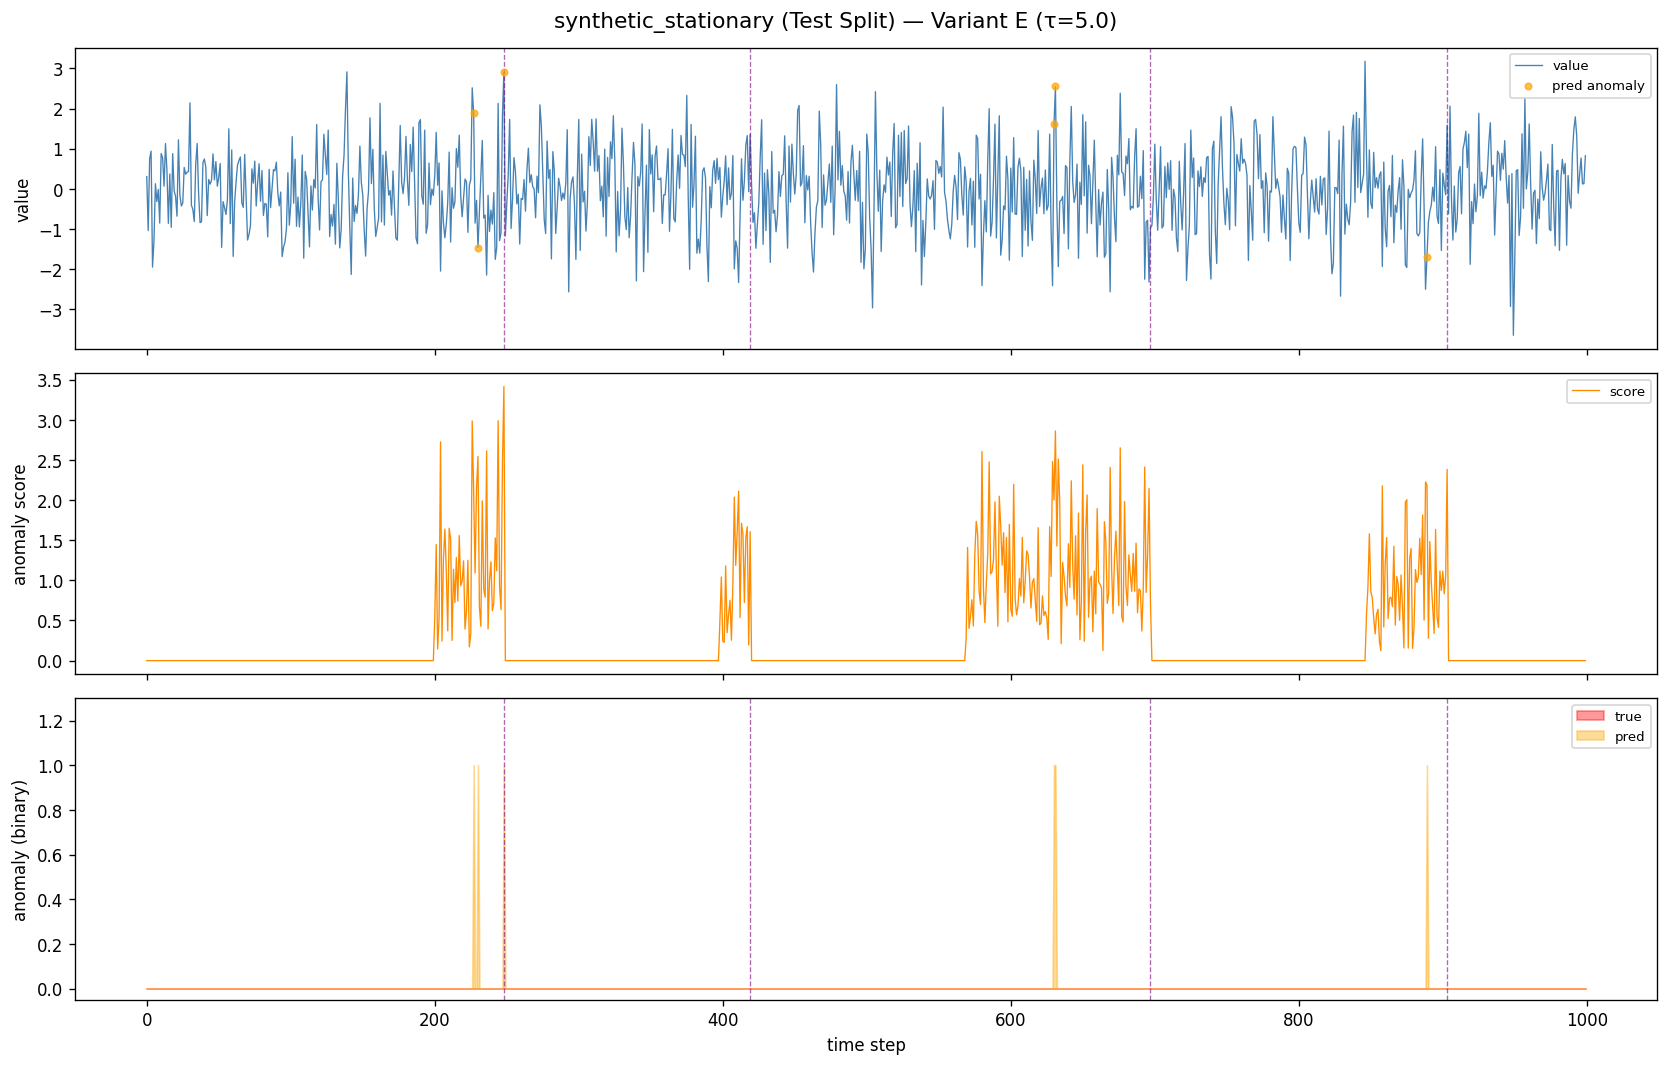 synthetic_stationary (Test Split) — Variant E (τ=5.0)
value
3
2
1
0
−1
−2
−3
value
pred anomaly
anomaly score
3.5
3.0
2.5
2.0
1.5
1.0
0.5
0.0
score
anomaly (binary)
1.2
1.0
0.8
0.6
0.4
0.2
0.0
true
pred
0 200 400 600 800 1000
time step